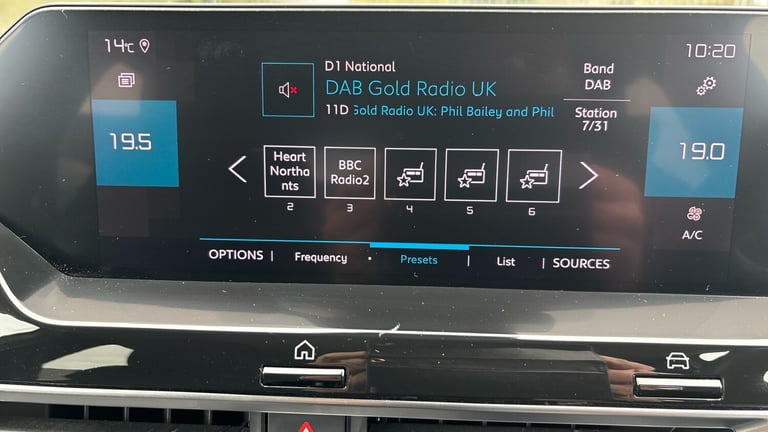 14°C
10:20
D1 National
DAB Gold Radio UK
11D Gold Radio UK: Phil Bailey and Phil
Band
DAB
Station
7/31
19.5
19.0
Heart
Northa
nts
BBC
Radio2
2
3
4
5
6
A/C
OPTIONS | Frequency • Presets | List | SOURCES